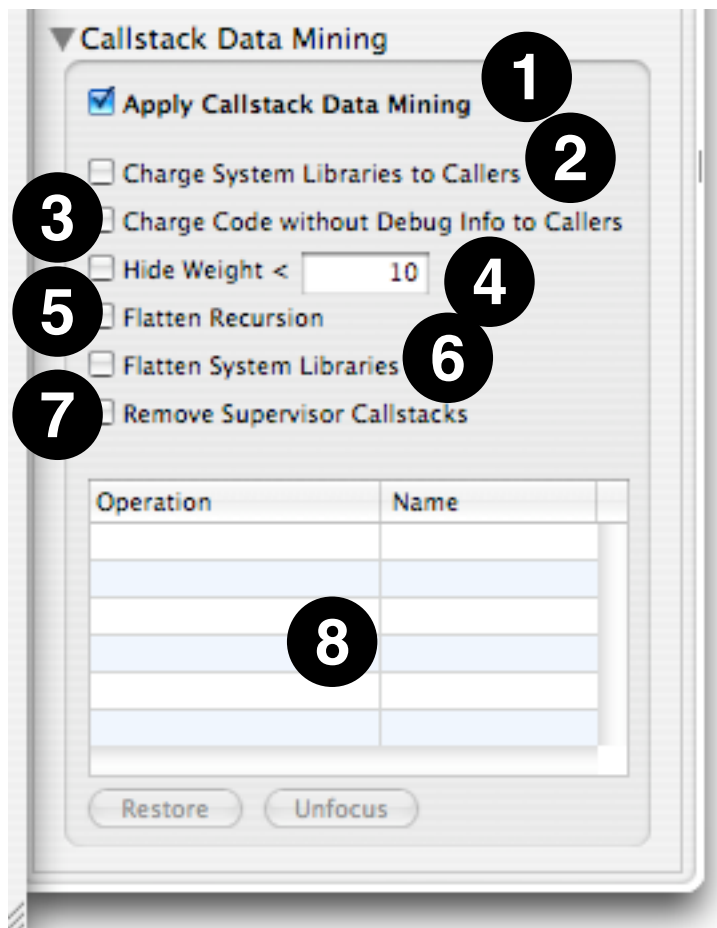 Callstack Data Mining
1
Apply Callstack Data Mining
2
Charge System Libraries to Callers
3
Charge Code without Debug Info to Callers
Hide Weight < 10
4
5
Flatten Recursion
6
Flatten System Libraries
7
Remove Supervisor Callstacks
Operation Name
8
Restore Unfocus